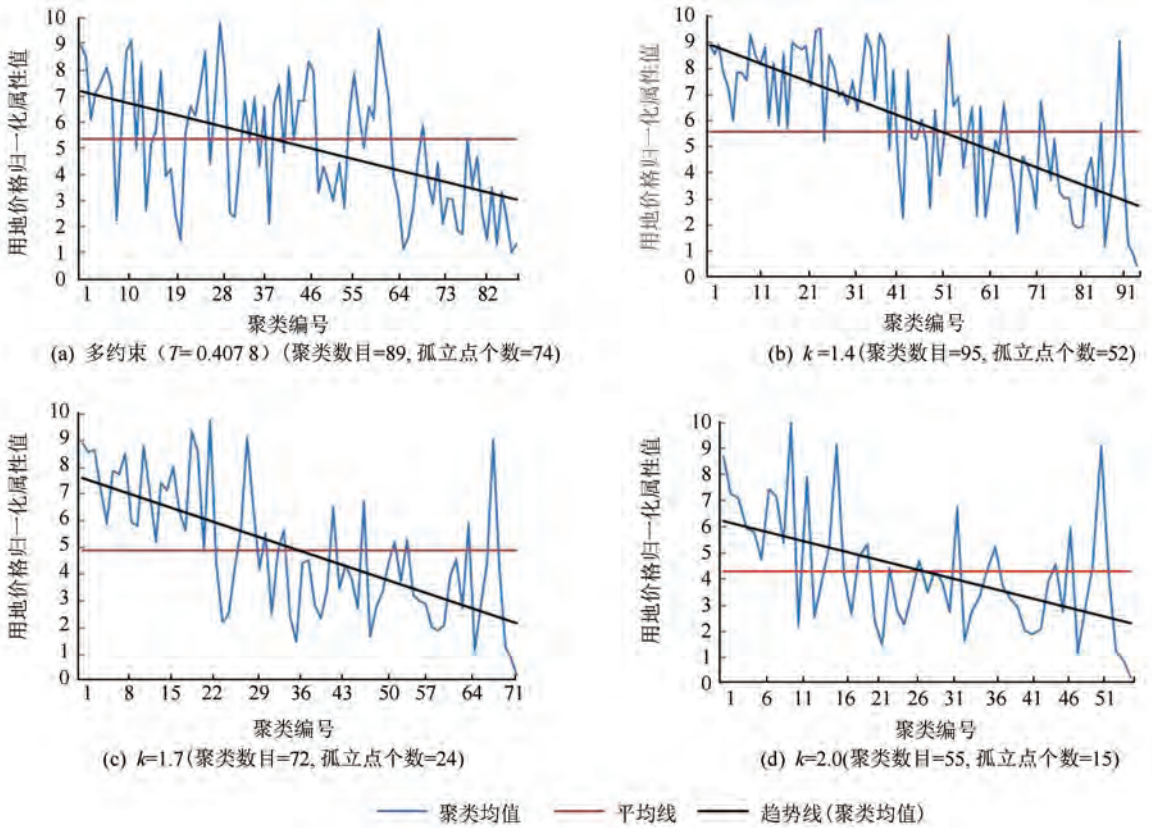 10
9
8
7
6
5
4
3
2
1
0
用地价格归一化属性值
1 10 19 28 37 46 55 64 73 82
聚类编号
(a) 多约束（T= 0.407 8）(聚类数目=89, 孤立点个数=74)
10
9
8
7
6
5
4
3
2
1
0
用地价格归一化属性值
1 11 21 31 41 51 61 71 81 91
聚类编号
(b) k =1.4(聚类数目=95, 孤立点个数=52)
10
9
8
7
6
5
4
3
2
1
0
用地价格归一化属性值
1 8 15 22 29 36 43 50 57 64 71
聚类编号
(c) k=1.7(聚类数目=72, 孤立点个数=24)
10
9
8
7
6
5
4
3
2
1
0
用地价格归一化属性值
1 6 11 16 21 26 31 36 41 46 51
聚类编号
(d) k=2.0(聚类数目=55, 孤立点个数=15)
聚类均值 平均线 趋势线(聚类均值)